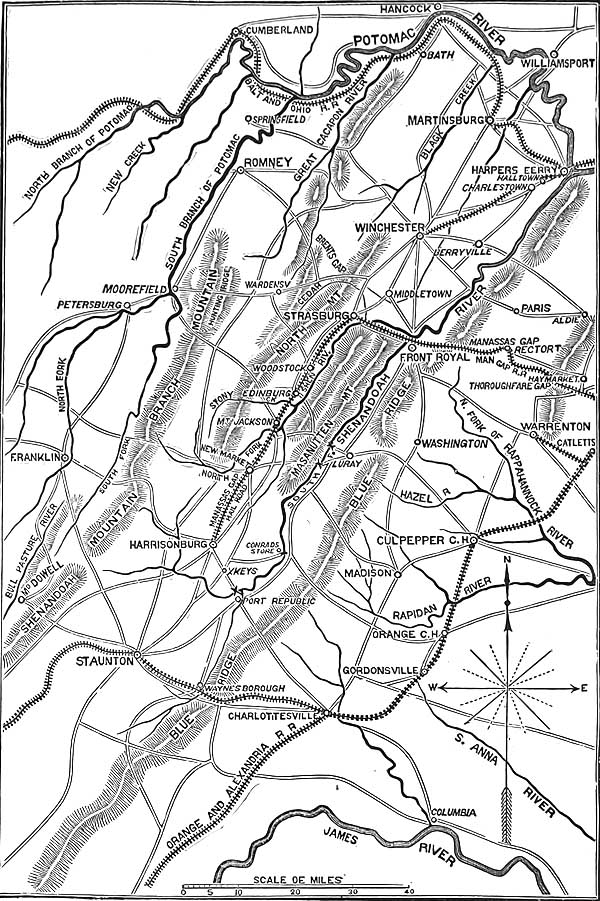 HANCOCK
RIVER
CUMBERLAND
POTOMAC
BATH
WILLIAMSPORT
BALT AND OHIO R.R.
NORTH BRANCH OF POTOMAC
NEW CREEK
SPRINGFIELD
GREAT CACAPON RIVER
BLACK CREEK
MARTINSBURG
SOUTH BRANCH OF POTOMAC
ROMNEY
HARPERS FERRY
HALLTOWN
CHARLESTOWN
WINCHESTER
BERRYVILLE
BRENTS GAP
MOOREFIELD
WARDENSV
CEDAR
MIDDLETOWN
PETERSBURG
HUNTING RIDGE
NORTH MT
STRASBURG
RIVER
PARIS
ALDIE
MANASSAS GAP
RECTORT
FRONT ROYAL
MAN GAP R.R.
HAYMARKET
THOROUGHFARE GAP
WOODSTOCK
STONY
EDINBURG
MT JACKSON
NORTH FORK
MOUNTAIN
BRANCH
MOUNTAIN
MASANUTTEN MT
SHENANDOAH
SOUTH
BLUE
RIDGE
N. FORK OF RAPPAHANNOCK
RIVER
WARRENTON
CATLETTS
WASHINGTON
LURAY
NEW MARKET
NORTH
FORK
MANASSAS GAP
RAIL ROAD
FRANKLIN
SOUTH FORK
HAZEL R
BULL PASTURE RIVER
MC DOWELL
SHENANDOAH
HARRISONBURG
CONRADS STORE
CULPEPPER C.H
X KEYS
MADISON
PORT REPUBLIC
RAPIDAN
RIVER
ORANGE C.H
N
STAUNTON
RIDGE
GORDONSVILLE
W
E
WAYNESBOROUGH
CHARLOTTESVILLE
BLUE
ORANGE AND ALEXANDRIA R.R.
S. ANNA
RIVER
COLUMBIA
JAMES
RIVER
SCALE OF MILES
0 5 10 20 30 40